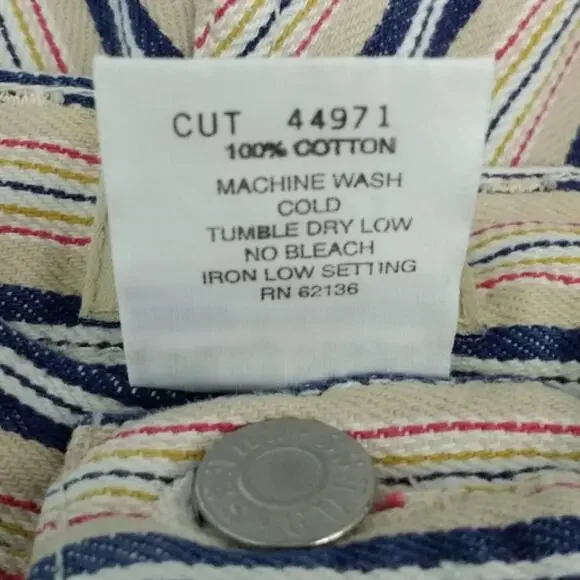 CUT 44971
100% COTTON
MACHINE WASH
COLD
TUMBLE DRY LOW
NO BLEACH
IRON LOW SETTING
RN 62136